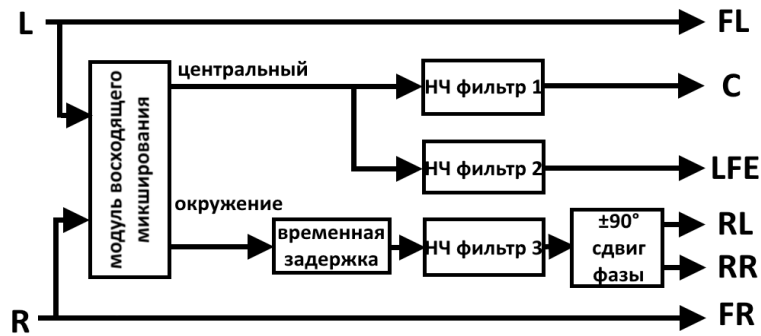 L
FL
модуль восходящего
микширования
центральный
НЧ фильтр 1
C
НЧ фильтр 2
LFE
окружение
временная
задержка
НЧ фильтр 3
±90°
сдвиг
фазы
RL
RR
R
FR